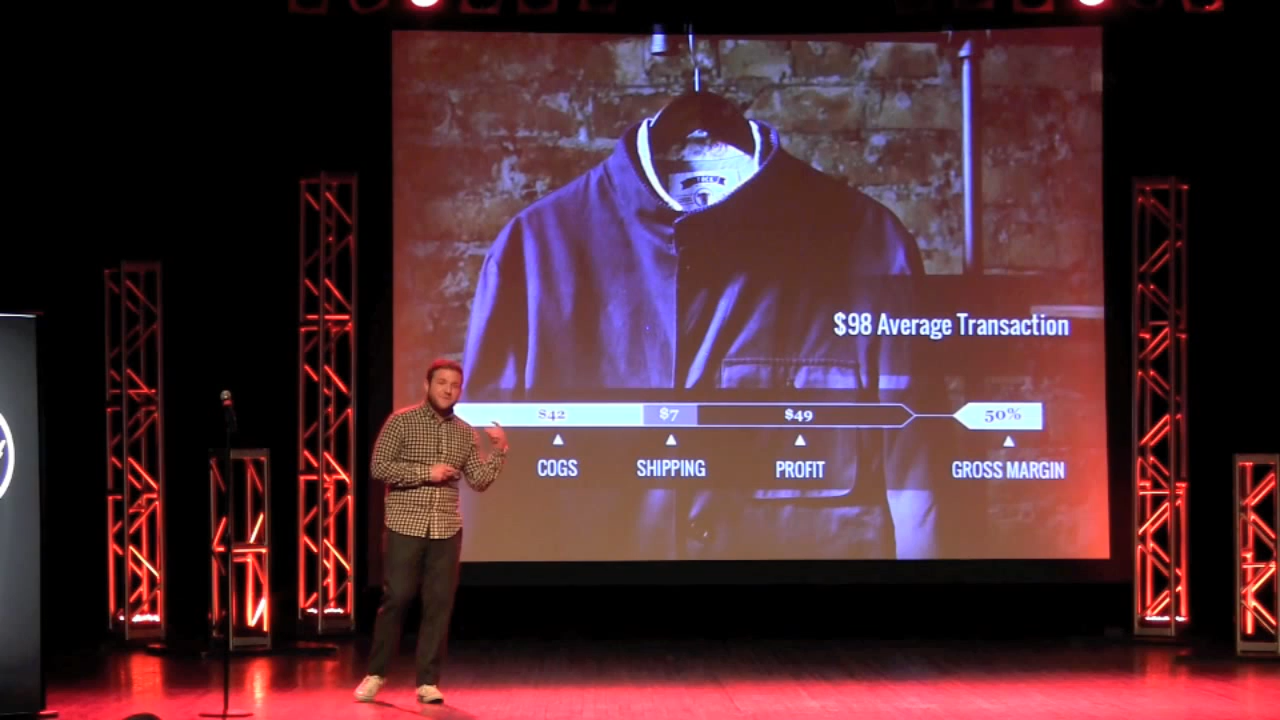 $98 Average Transaction
$42 $7 $49 50%
COGS SHIPPING PROFIT GROSS MARGIN